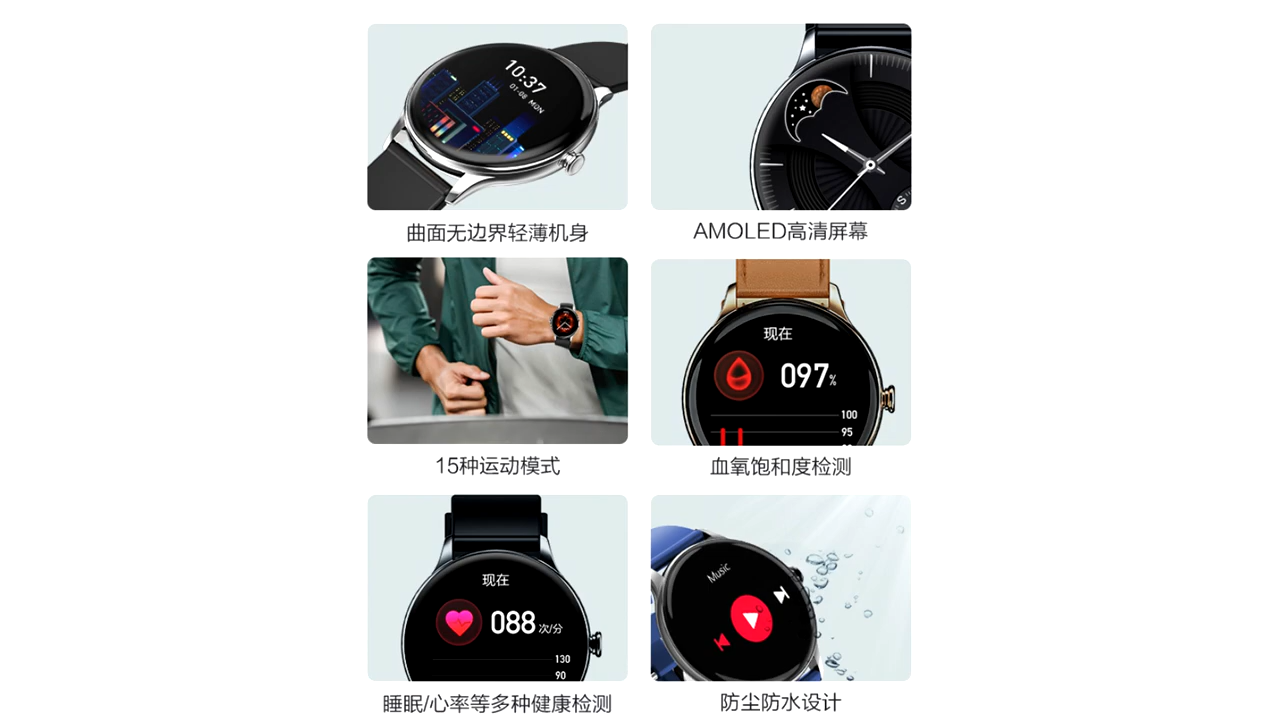 10:37
01-08 MON
S
曲面无边界轻薄机身
AMOLED高清屏幕
15种运动模式
现在
097%
100
95
血氧饱和度检测
现在
088次/分
130
90
睡眠/心率等多种健康检测
Music
防尘防水设计